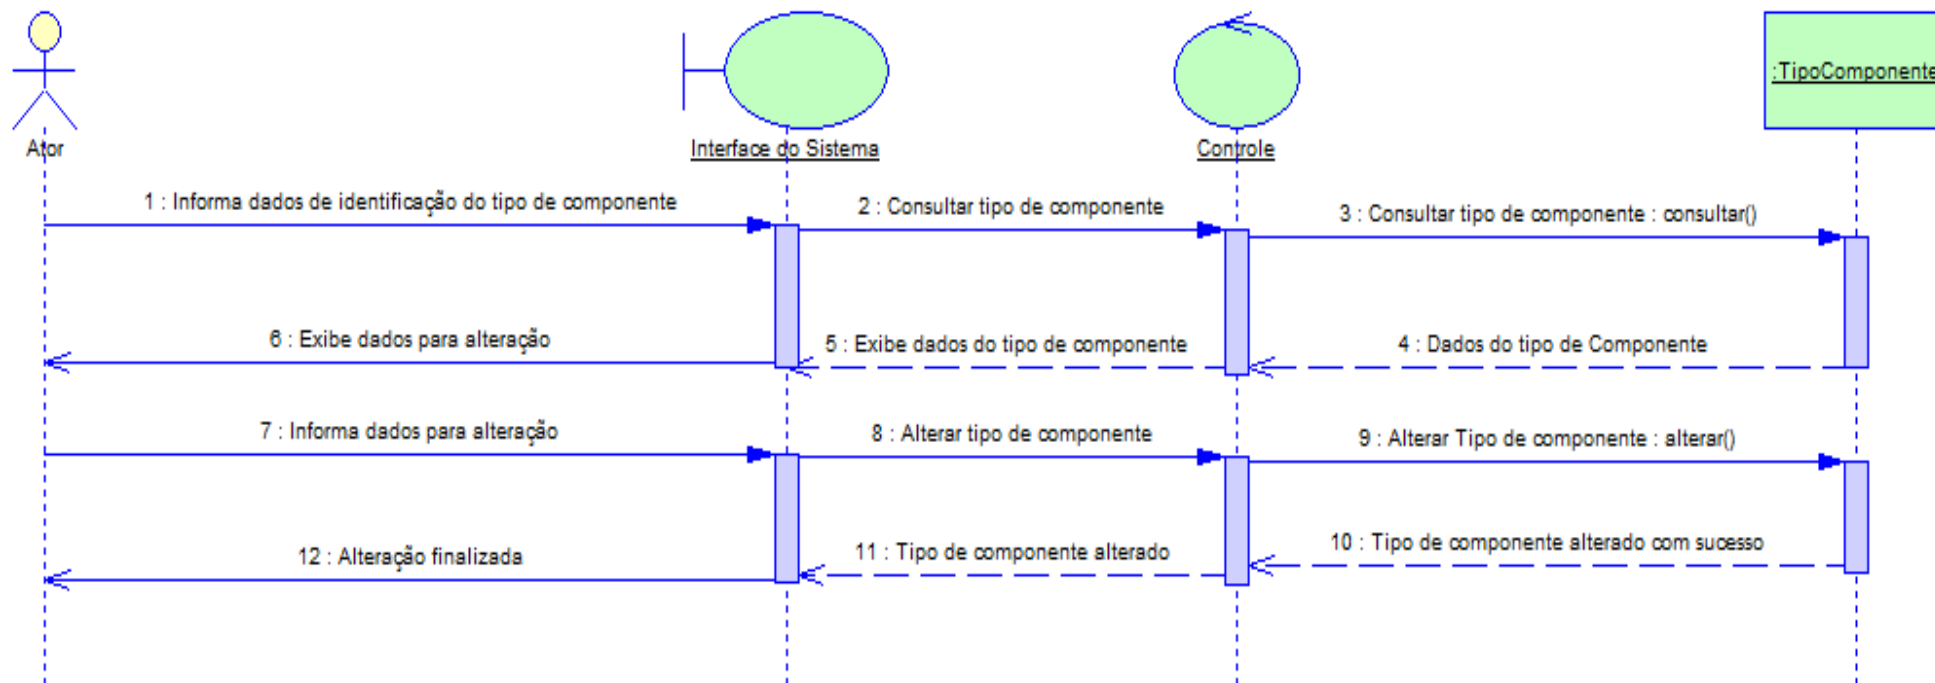 :TipoComponente
Ator
Interface do Sistema
Controle
1 : Informa dados de identificação do tipo de componente
2 : Consultar tipo de componente
3 : Consultar tipo de componente : consultar()
6 : Exibe dados para alteração
5 : Exibe dados do tipo de componente
4 : Dados do tipo de Componente
7 : Informa dados para alteração
8 : Alterar tipo de componente
9 : Alterar Tipo de componente : alterar()
12 : Alteração finalizada
11 : Tipo de componente alterado
10 : Tipo de componente alterado com sucesso